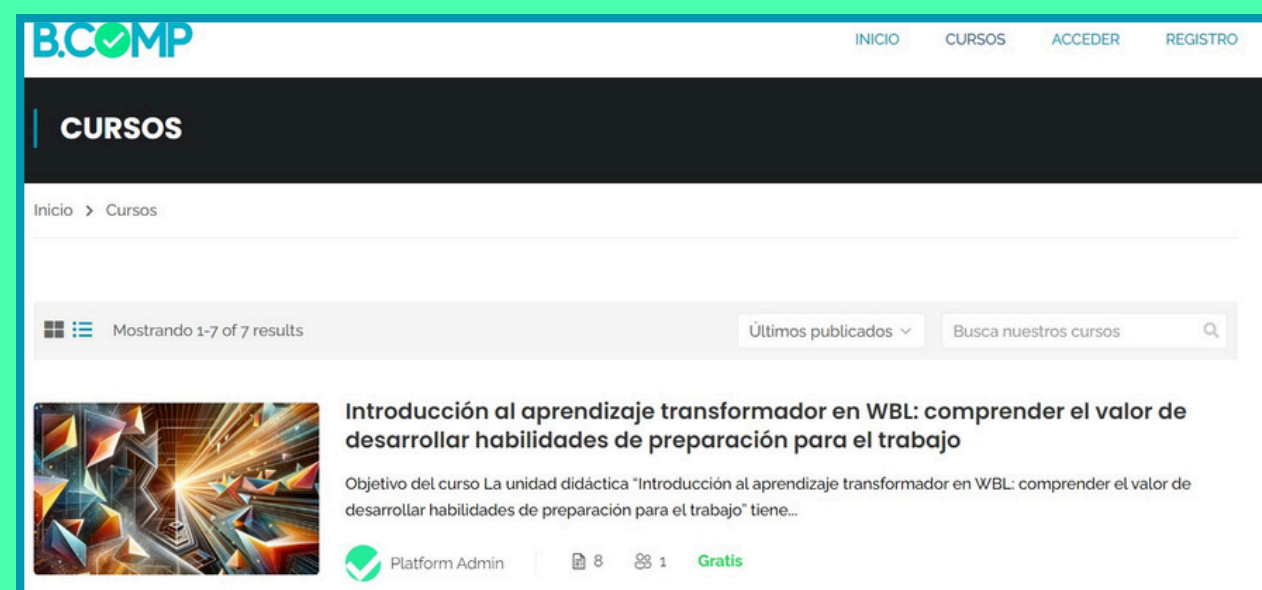 B.COMP
INICIO CURSOS ACCEDER REGISTRO
CURSOS
Inicio > Cursos
Mostrando 1-7 of 7 results
Últimos publicados
Busca nuestros cursos
Introducción al aprendizaje transformador en WBL: comprender el valor de
desarrollar habilidades de preparación para el trabajo
Objetivo del curso La unidad didáctica “Introducción al aprendizaje transformador en WBL: comprender el valor de
desarrollar habilidades de preparación para el trabajo” tiene...
Platform Admin 8 1 Gratis